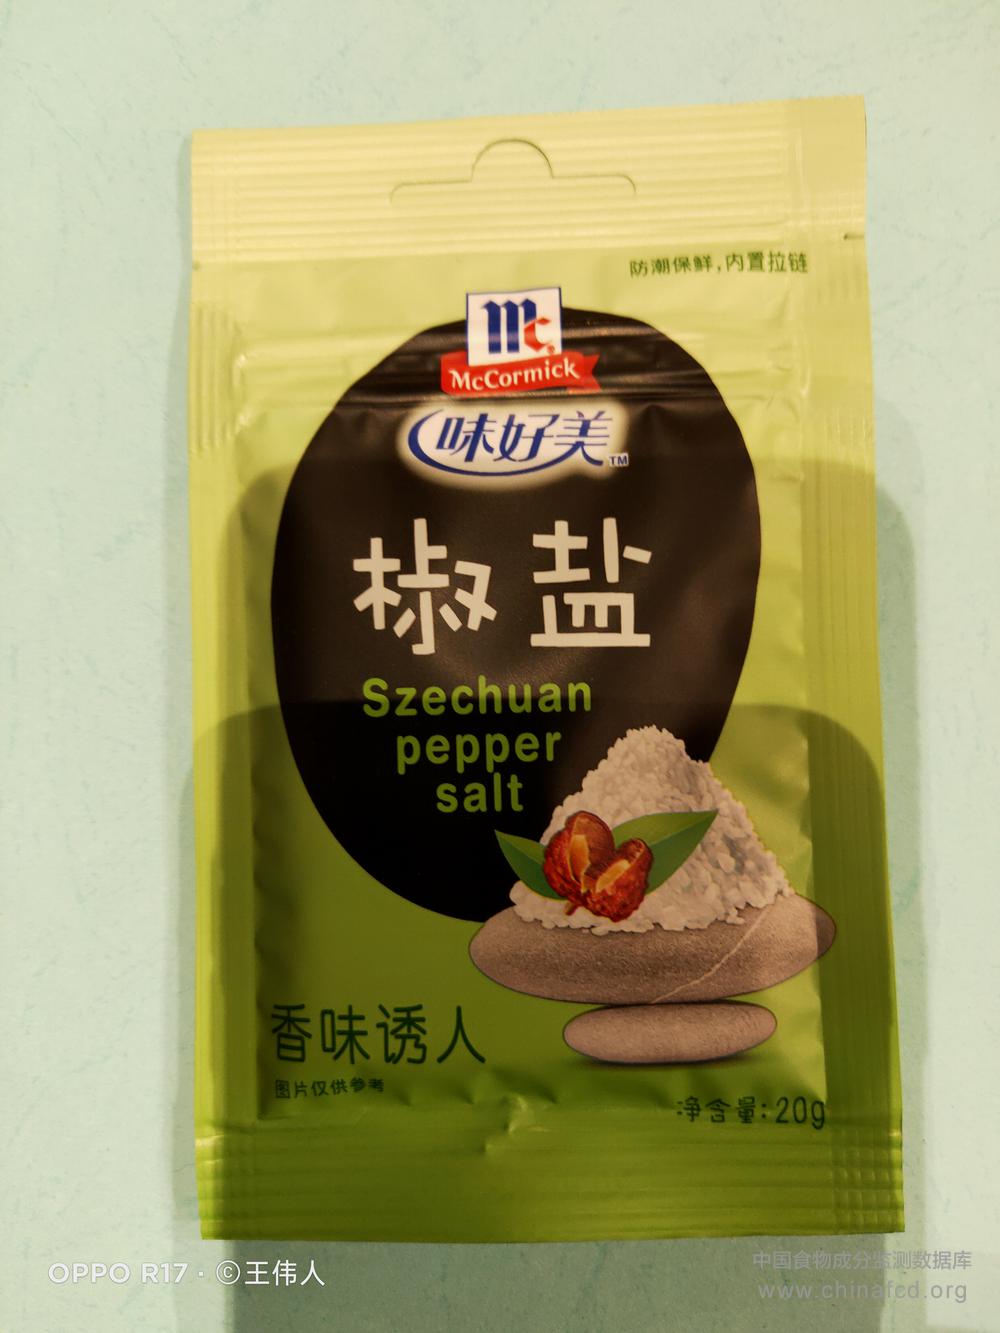 防潮保鲜,内置拉链
Mc
McCormick
味好美™
椒盐
Szechuan
pepper
salt
香味诱人
图片仅供参考
净含量:20g
OPPO R17 · ©王伟人
中国食物成分监测数据库
www.chinafcd.org